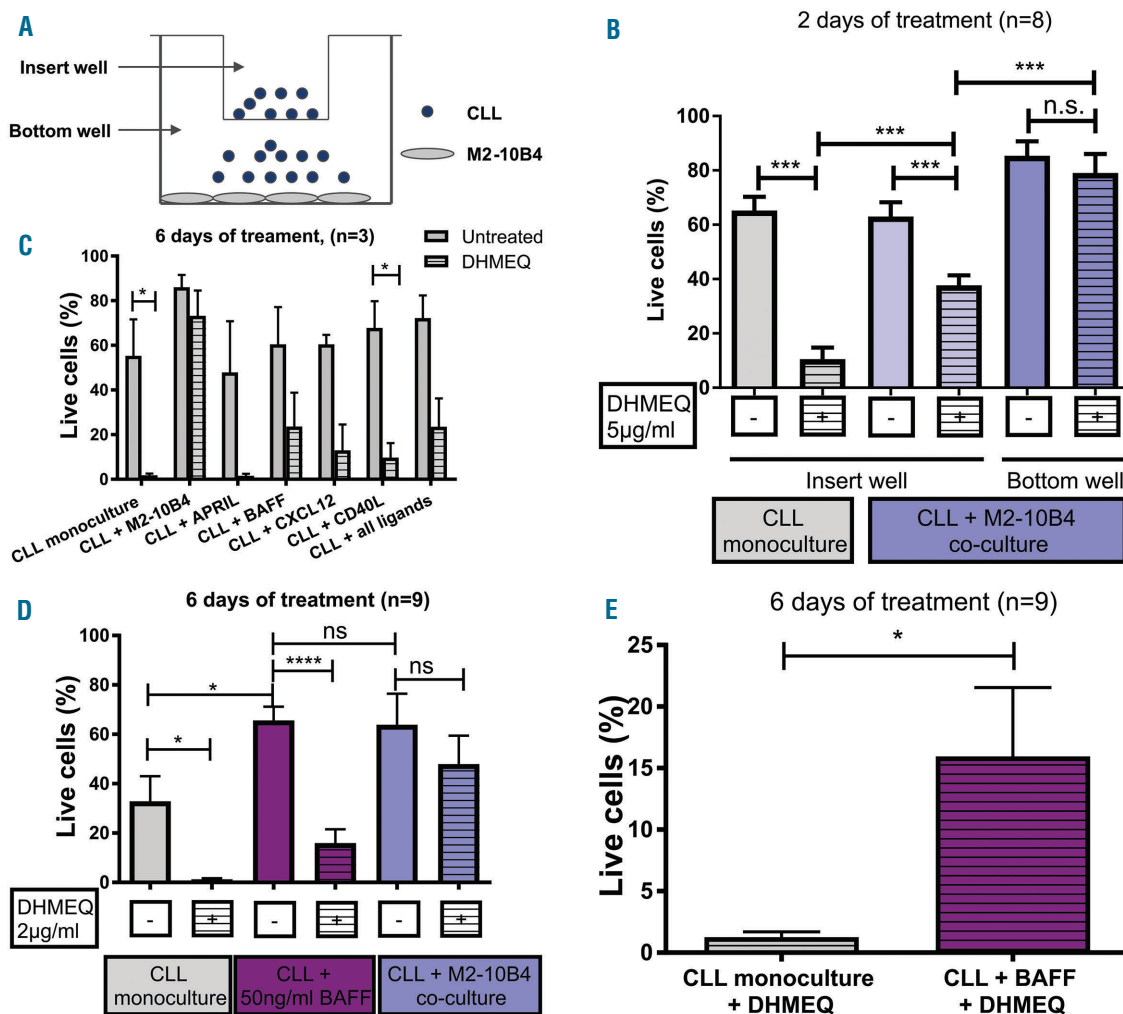 A
Insert well
Bottom well
CLL
M2-10B4
B
2 days of treatment (n=8)
Live cells (%)
100
80
60
40
20
0
***
***
***
***
n.s.
DHMEQ
5µg/ml
-
+
-
+
-
+
Insert well
Bottom well
CLL
monoculture
CLL + M2-10B4
co-culture
C
6 days of treament, (n=3)
Untreated
DHMEQ
Live cells (%)
100
80
60
40
20
0
*
*
CLL monoculture
CLL + M2-10B4
CLL + APRIL
CLL + BAFF
CLL + CXCL12
CLL + CD40L
CLL + all ligands
D
6 days of treatment (n=9)
Live cells (%)
100
80
60
40
20
0
*
*
****
ns
ns
DHMEQ
2µg/ml
-
+
-
+
-
+
CLL
monoculture
CLL +
50ng/ml BAFF
CLL + M2-10B4
co-culture
E
6 days of treatment (n=9)
Live cells (%)
25
20
15
10
5
0
*
CLL monoculture
+ DHMEQ
CLL + BAFF
+ DHMEQ